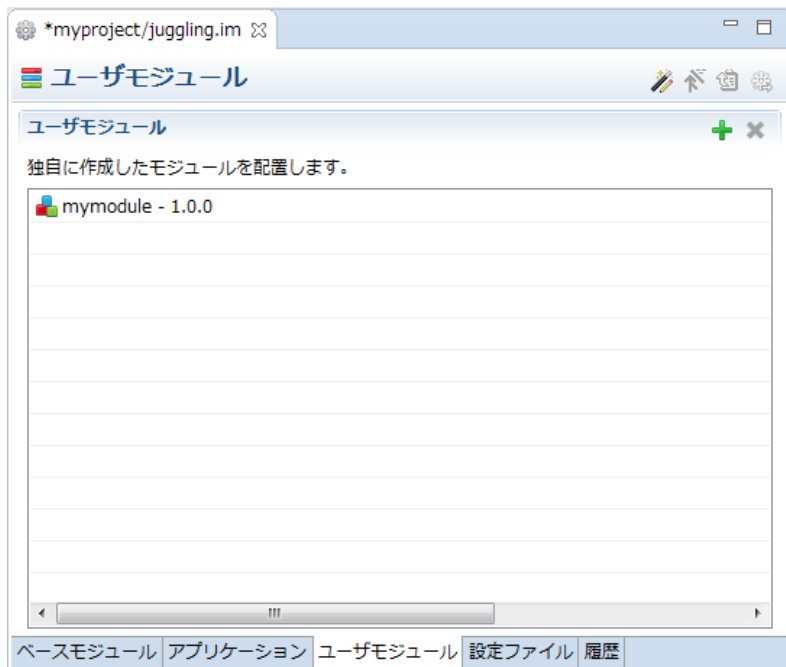 *myproject/juggling.im
ユーザモジュール
ユーザモジュール
独自に作成したモジュールを配置します。
mymodule - 1.0.0
ベースモジュール アプリケーション ユーザモジュール 設定ファイル 履歴